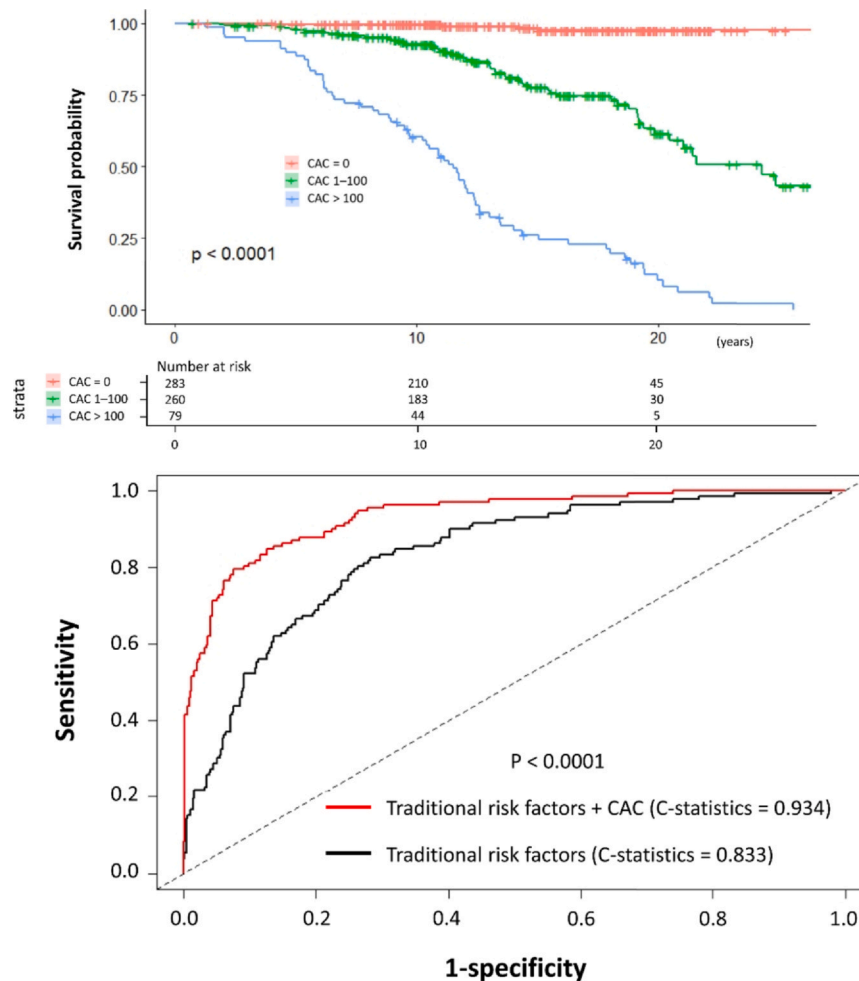 1.00
0.75
0.50
0.25
0.00
Survival probability
CAC = 0
CAC 1–100
CAC > 100
p < 0.0001
0 10 20 (years)
Number at risk
strata
CAC = 0 283 210 45
CAC 1–100 260 183 30
CAC > 100 79 44 5
0 10 20
1.0
0.8
0.6
0.4
0.2
0.0
Sensitivity
P < 0.0001
Traditional risk factors + CAC (C-statistics = 0.934)
Traditional risk factors (C-statistics = 0.833)
0.0 0.2 0.4 0.6 0.8 1.0
1-specificity